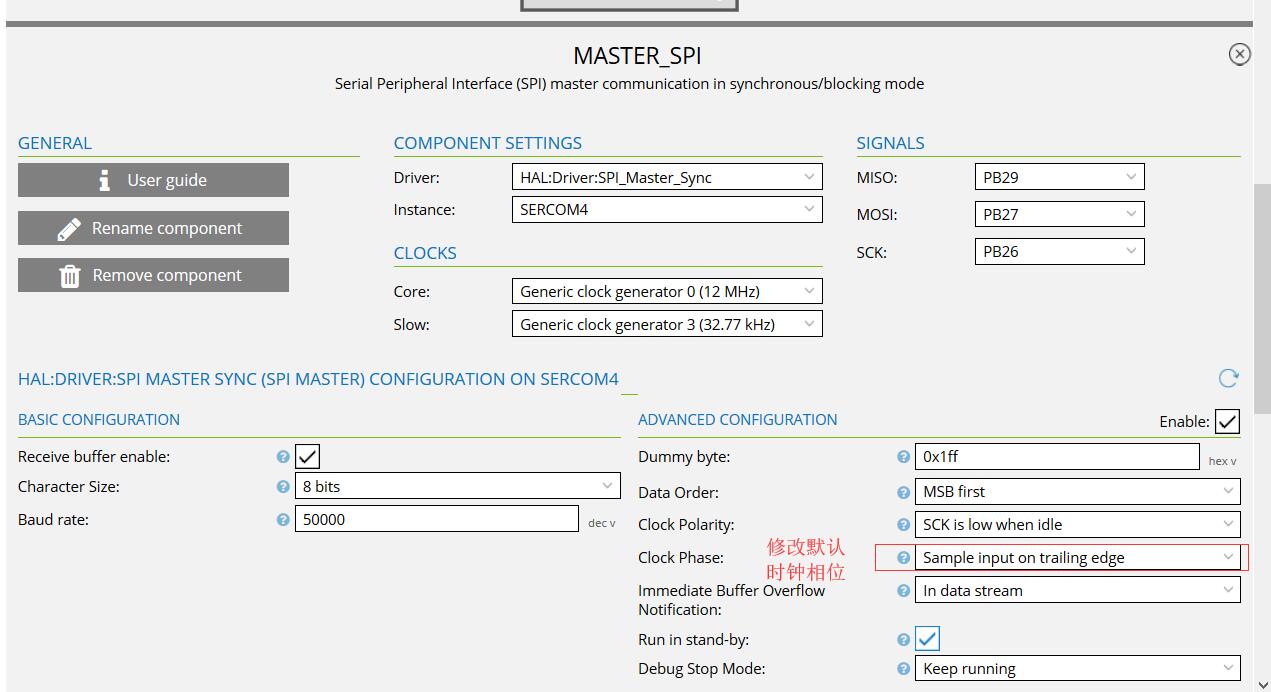 MASTER_SPI
Serial Peripheral Interface (SPI) master communication in synchronous/blocking mode
GENERAL
User guide
Rename component
Remove component
COMPONENT SETTINGS
Driver: HAL:Driver:SPI_Master_Sync
Instance: SERCOM4
CLOCKS
Core: Generic clock generator 0 (12 MHz)
Slow: Generic clock generator 3 (32.77 kHz)
SIGNALS
MISO: PB29
MOSI: PB27
SCK: PB26
HAL:DRIVER:SPI MASTER SYNC (SPI MASTER) CONFIGURATION ON SERCOM4
BASIC CONFIGURATION
Receive buffer enable: ?
Character Size: ? 8 bits
Baud rate: ? 50000 dec v
ADVANCED CONFIGURATION Enable:
Dummy byte: ? 0x1ff hex v
Data Order: ? MSB first
Clock Polarity: ? SCK is low when idle
Clock Phase: ? Sample input on trailing edge
修改默认
时钟相位
Immediate Buffer Overflow
Notification: ? In data stream
Run in stand-by: ?
Debug Stop Mode: ? Keep running